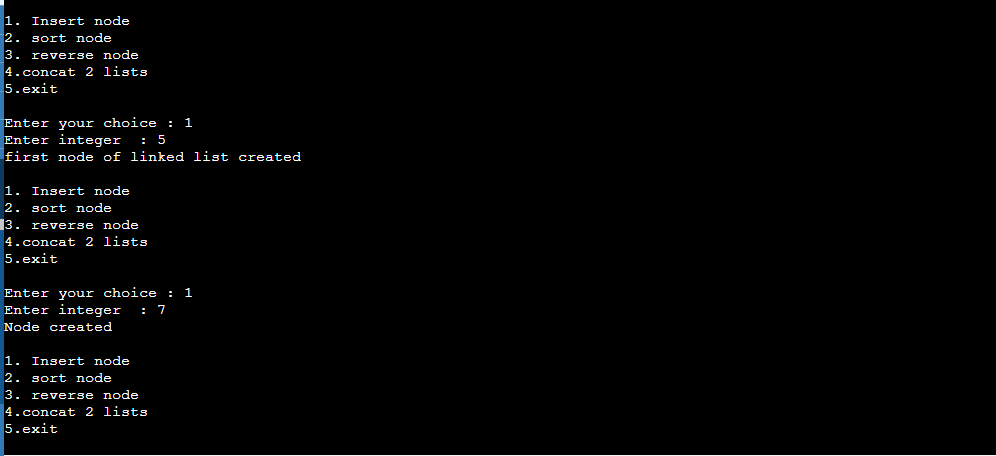 1. Insert node
2. sort node
3. reverse node
4.concat 2 lists
5.exit
Enter your choice : 1
Enter integer  : 5
first node of linked list created
1. Insert node
2. sort node
3. reverse node
4.concat 2 lists
5.exit
Enter your choice : 1
Enter integer  : 7
Node created
1. Insert node
2. sort node
3. reverse node
4.concat 2 lists
5.exit